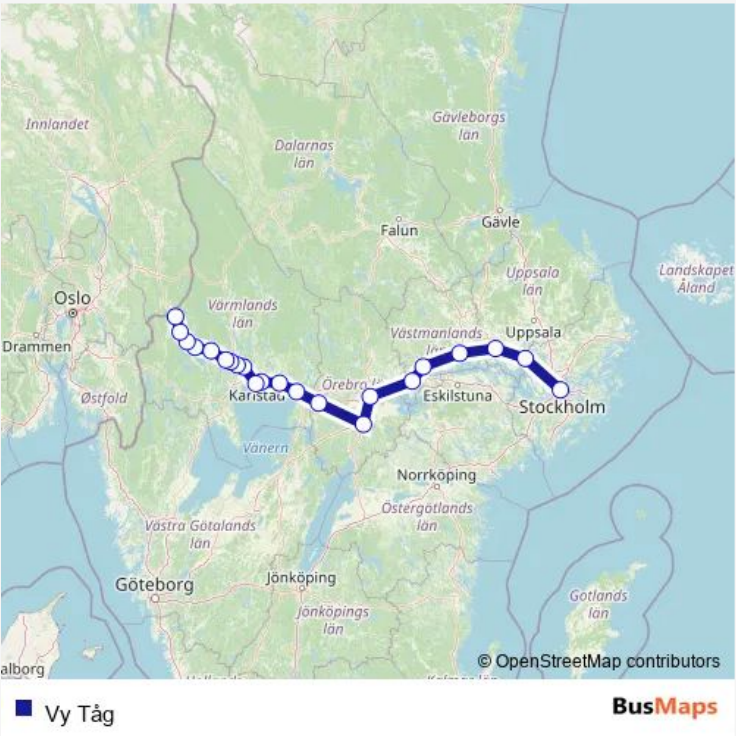 Innlandet
Gävleborgs
län
Dalarnas
län
Gävle
Falun
Uppsala
län
Landskapet
Åland
Oslo
Värmlands
län
Drammen
Västmanlands
Uppsala
Østfold
Karlstad
Örebro
Eskilstuna
Stockholm
Vänern
Norrköping
Östergötlands
län
Västra Götalands
län
Göteborg
Jönköping
Jönköpings
län
Gotlands
län
alborg
© OpenStreetMap contributors
Vy Tåg
BusMaps